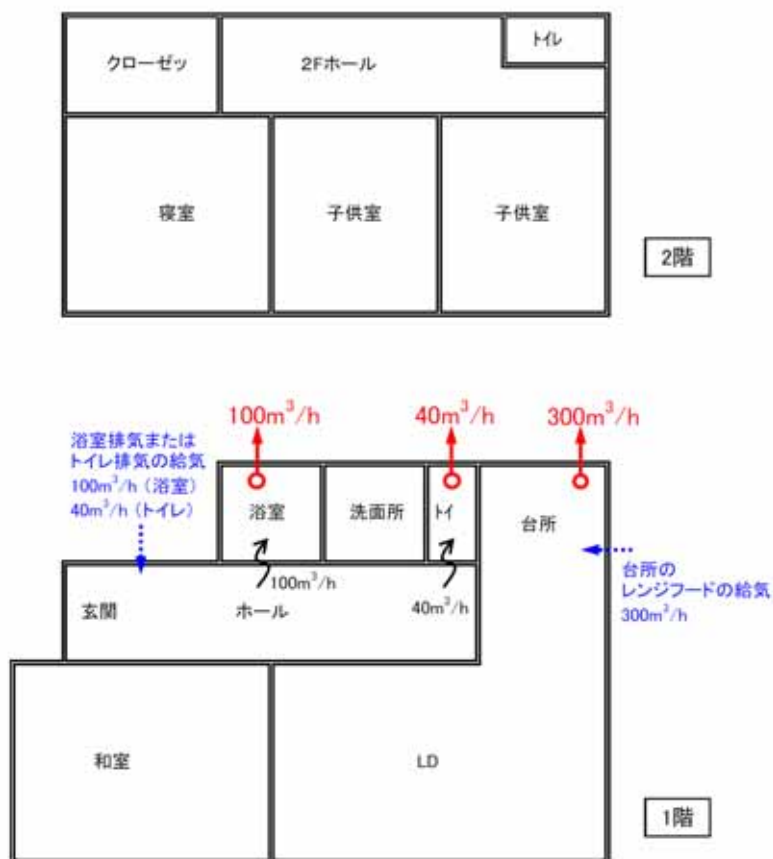 クローゼッ
2Fホール
トイレ
寝室
子供室
子供室
2階
100m³/h
40m³/h
300m³/h
浴室排気または
トイレ排気の給気
100m³/h（浴室）
40m³/h（トイレ）
浴室
洗面所
トイ
台所
100m³/h
40m³/h
台所の
レンジフードの給気
300m³/h
玄関
ホール
和室
LD
1階